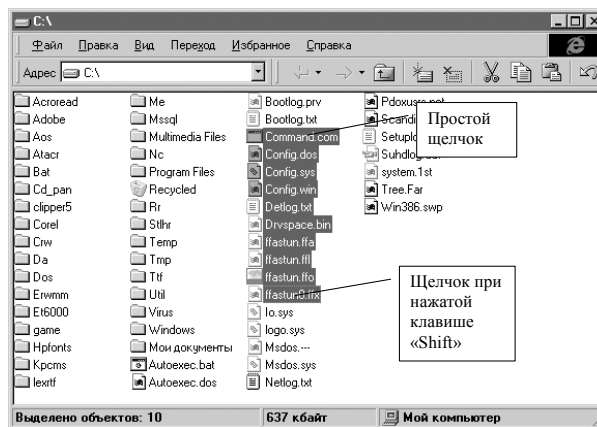 C:\
Файл Правка Вид Переход Избранное Справка
Адрес C:\
Acroread
Adobe
Aos
Atacr
Bat
Cd_pan
clipper5
Corel
Crw
Da
Dos
Erwmm
Et6000
game
Hpfonts
Kpcms
lexrtf
Me
Mssql
Multimedia Files
Nc
Program Files
Recycled
Rr
Stlhr
Temp
Tmp
Ttf
Util
Virus
Windows
Мои документы
Autoexec.bat
Autoexec.dos
Bootlog.prv
Bootlog.txt
Command.com
Config.dos
Config.sys
Config.win
Detlog.txt
Drvspace.bin
ffastun.ffa
ffastun.ffl
ffastun.ffo
ffastun0.ffx
Io.sys
logo.sys
Msdos.---
Msdos.sys
Netlog.txt
Scandi
Setuplo
system.1st
Tree.Far
Win386.swp
Простой
щелчок
Щелчок при
нажатой
клавише
«Shift»
Выделено объектов: 10 637 кбайт Мой компьютер